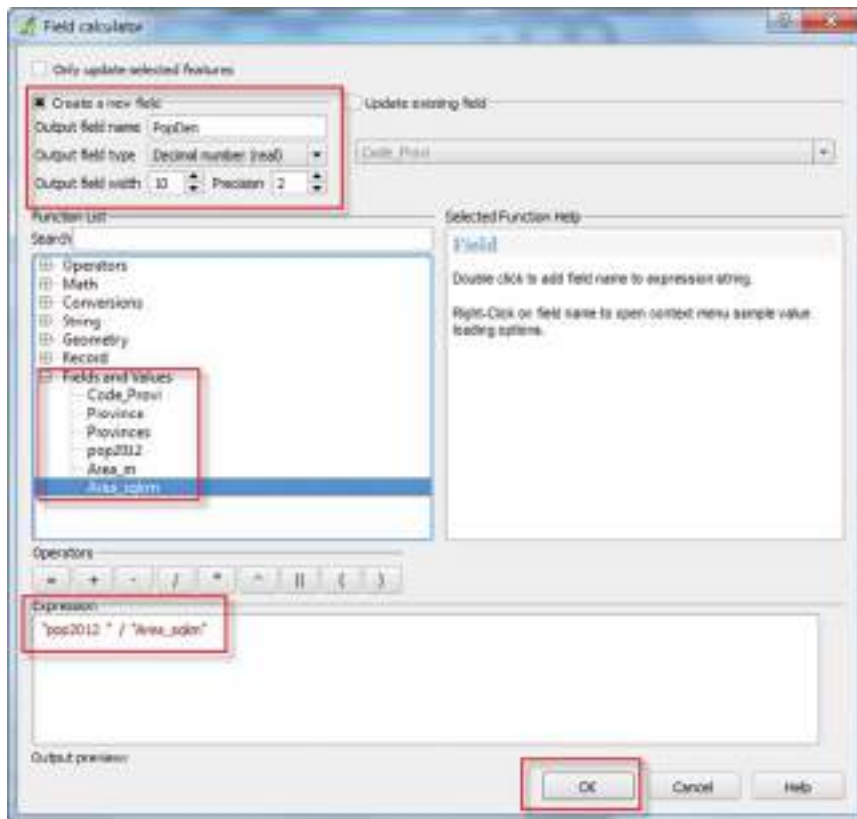 Field calculator
Only update selected features
Create a new field
Update existing field
Output field name PopDen
Output field type Decimal number (real)
Code_Provi
Output field width 10 Precision 2
Function List
Selected Function Help
Search
Field
Operators
Math
Conversions
String
Geometry
Record
Fields and Values
Code_Provi
Province
Provinces
pop2012
Area_m
Area_sqkm
Double click to add field name to expression string.
Right-Click on field name to open context menu sample value
loading options.
Operators
= + - / * ^ || ( )
Expression
"pop2012 " / "Area_sqkm"
Output preview:
OK Cancel Help